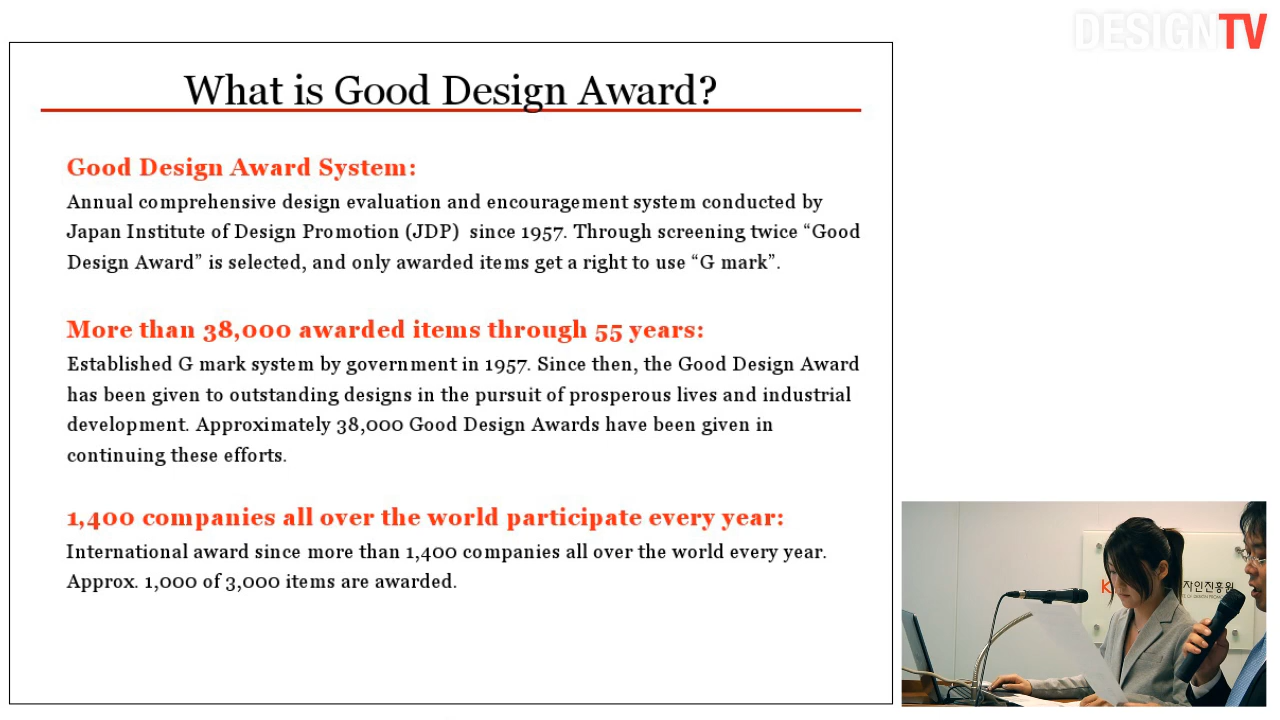 DESIGNTV
What is Good Design Award?
Good Design Award System:
Annual comprehensive design evaluation and encouragement system conducted by
Japan Institute of Design Promotion (JDP)  since 1957. Through screening twice “Good
Design Award” is selected, and only awarded items get a right to use “G mark”.
More than 38,000 awarded items through 55 years:
Established G mark system by government in 1957. Since then, the Good Design Award
has been given to outstanding designs in the pursuit of prosperous lives and industrial
development. Approximately 38,000 Good Design Awards have been given in
continuing these efforts.
1,400 companies all over the world participate every year:
International award since more than 1,400 companies all over the world every year.
Approx. 1,000 of 3,000 items are awarded.
K
자인진흥원